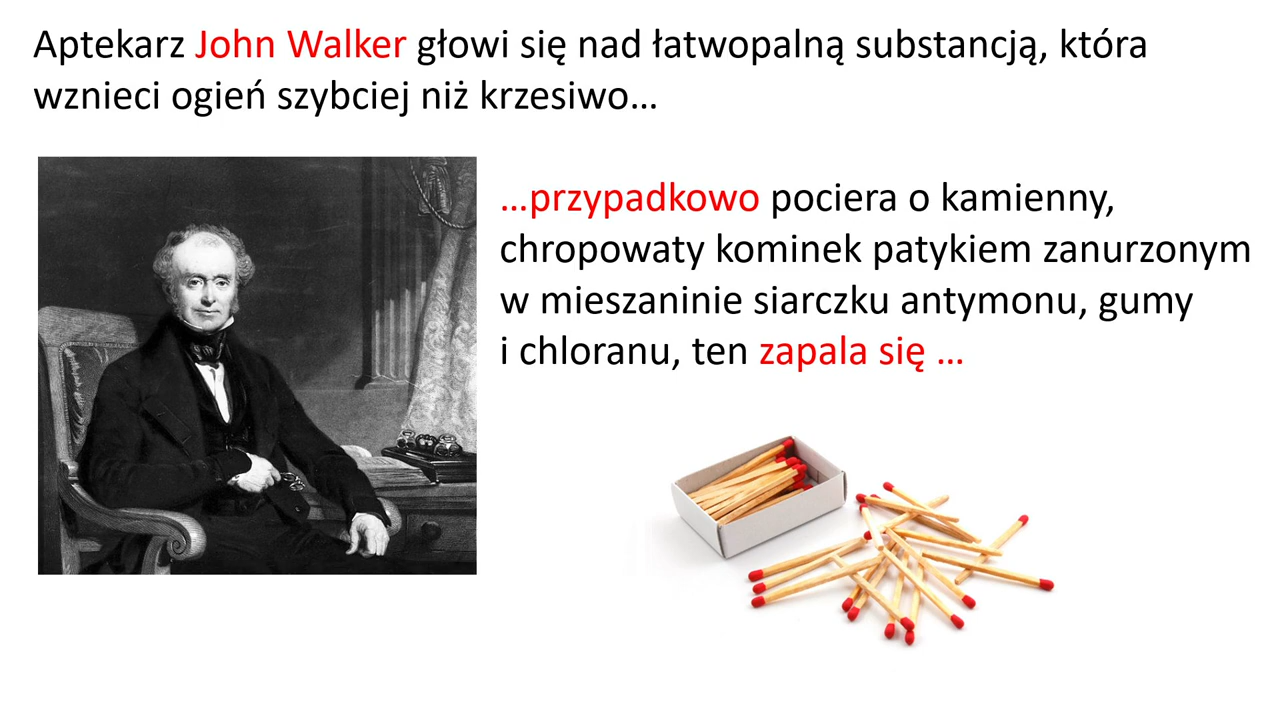 Aptekarz John Walker głowi się nad łatwopalną substancją, która
wznieci ogień szybciej niż krzesiwo…
…przypadkowo pociera o kamienny,
chropowaty kominek patykiem zanurzonym
w mieszaninie siarczku antymonu, gumy
i chloranu, ten zapala się …